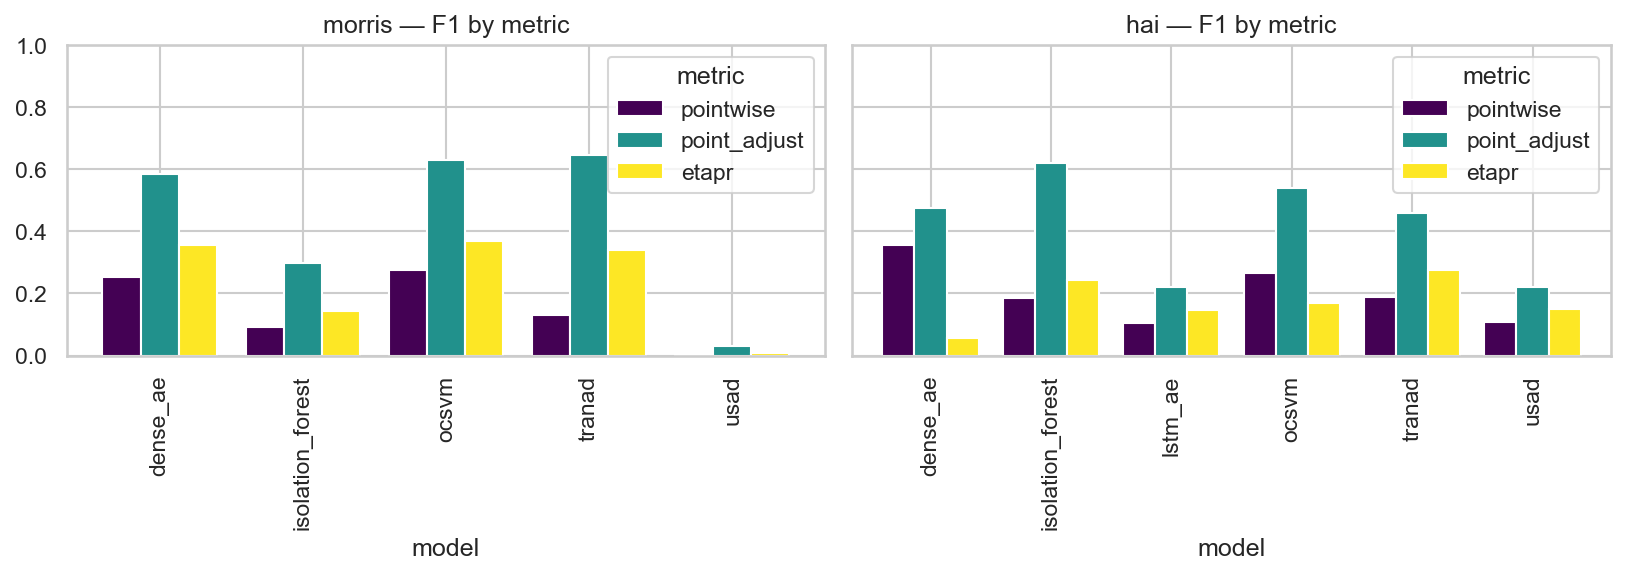 morris — F1 by metric
1.0
0.8
0.6
0.4
0.2
0.0
metric
pointwise
point_adjust
etapr
dense_ae
isolation_forest
ocsvm
tranad
usad
model
hai — F1 by metric
metric
pointwise
point_adjust
etapr
dense_ae
isolation_forest
lstm_ae
ocsvm
tranad
usad
model